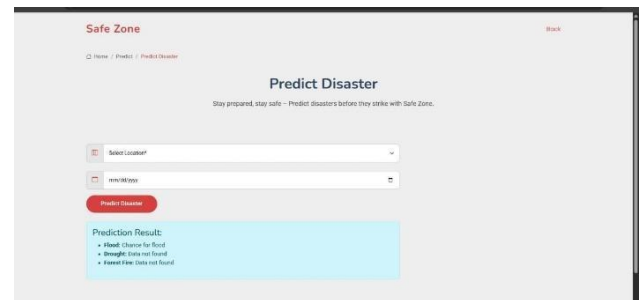 Safe Zone
Back
Home / Predict / Predict Disaster
Predict Disaster
Stay prepared, stay safe – Predict disasters before they strike with Safe Zone.
Select Location*
mm/dd/yyyy
Predict Disaster
Prediction Result:
Flood: Chance for flood
Drought: Data not found
Forest Fire: Data not found